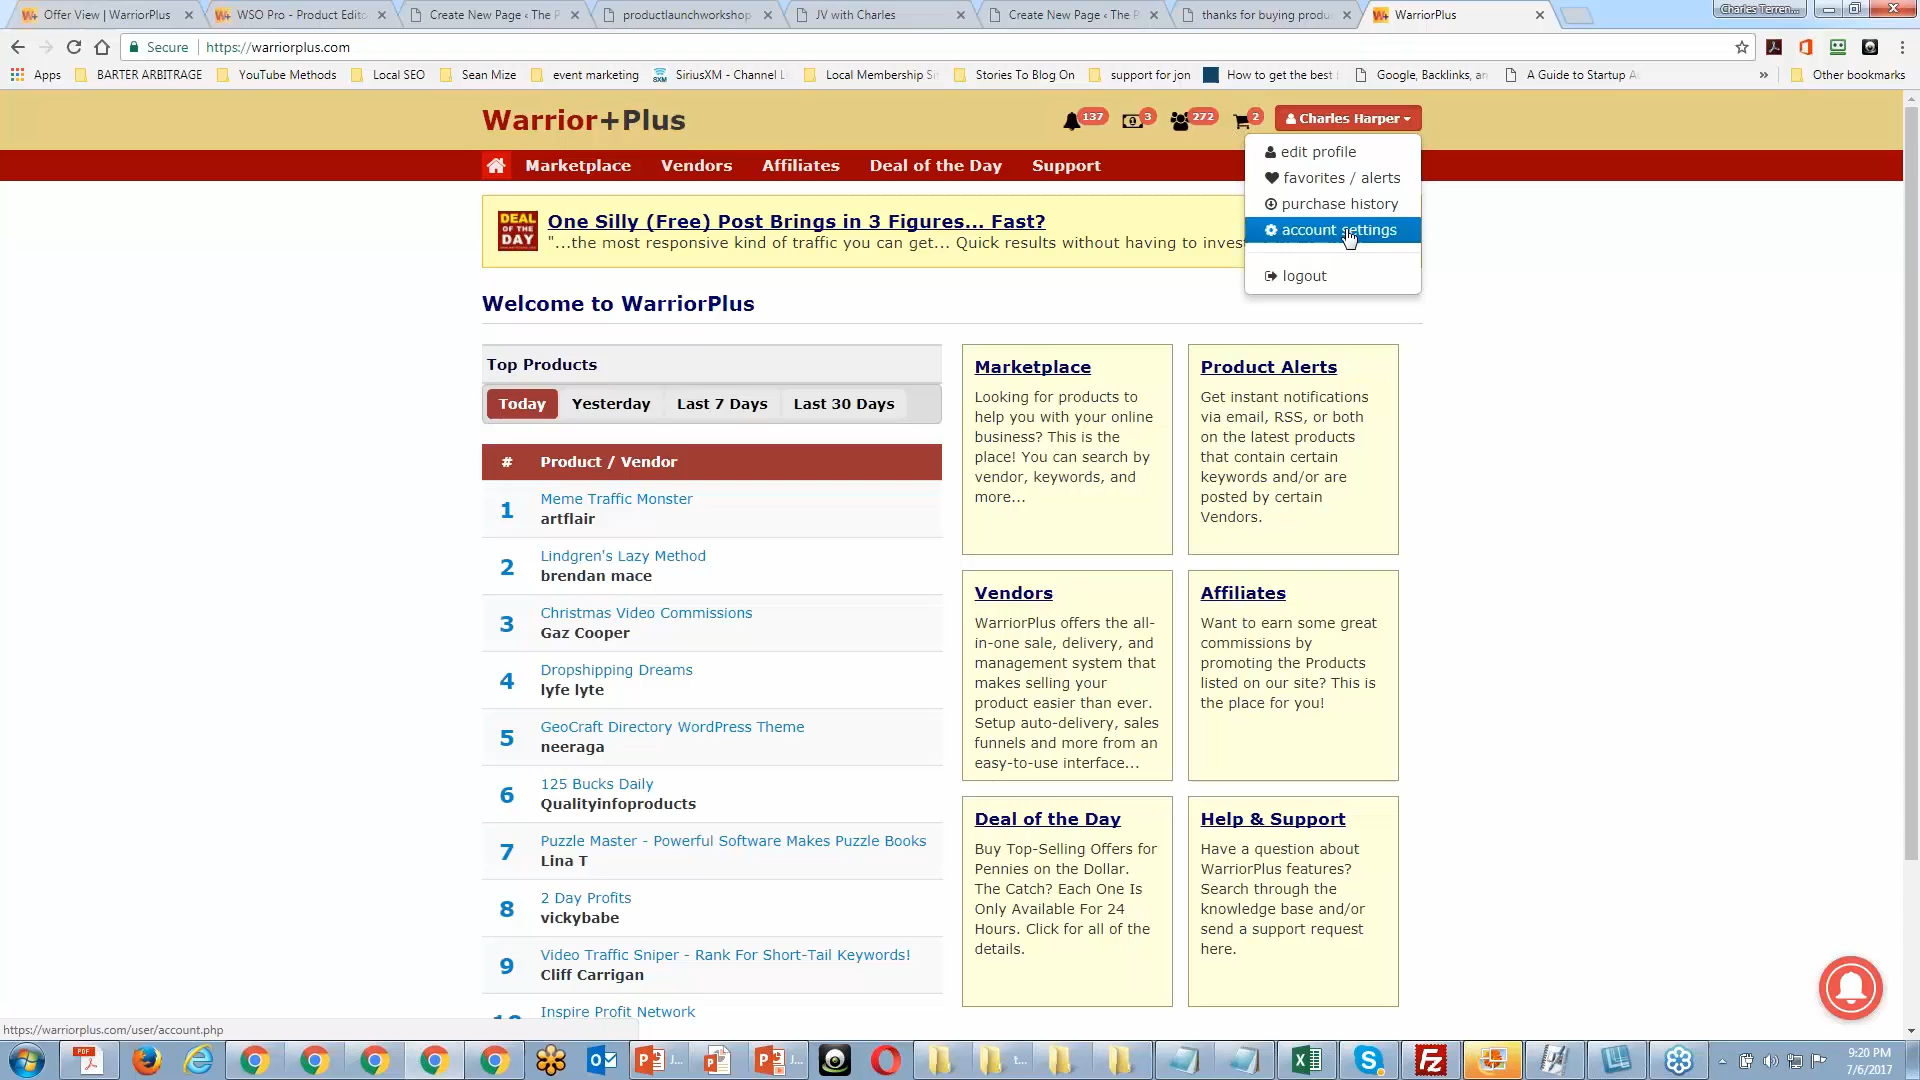 Offer View | WarriorPlus
WSO Pro - Product Edito
Create New Page ‹ The P
productlaunchworkshop
JV with Charles
Create New Page ‹ The P
thanks for buying produ
WarriorPlus
Charles Terren...
Secure
https://warriorplus.com
Apps
BARTER ARBITRAGE
YouTube Methods
Local SEO
Sean Mize
event marketing
SiriusXM - Channel L
Local Membership Si
Stories To Blog On
support for jon
How to get the best
Google, Backlinks, an
A Guide to Startup A
»
Other bookmarks
Warrior+Plus
137
3
272
2
Charles Harper
edit profile
favorites / alerts
purchase history
account settings
logout
Marketplace
Vendors
Affiliates
Deal of the Day
Support
DEAL OF THE DAY
One Silly (Free) Post Brings in 3 Figures... Fast?
"...the most responsive kind of traffic you can get... Quick results without having to inves
Welcome to WarriorPlus
Top Products
Today
Yesterday
Last 7 Days
Last 30 Days
# Product / Vendor
1 Meme Traffic Monster
artflair
2 Lindgren's Lazy Method
brendan mace
3 Christmas Video Commissions
Gaz Cooper
4 Dropshipping Dreams
lyfe lyte
5 GeoCraft Directory WordPress Theme
neeraga
6 125 Bucks Daily
Qualityinfoproducts
7 Puzzle Master - Powerful Software Makes Puzzle Books
Lina T
8 2 Day Profits
vickybabe
9 Video Traffic Sniper - Rank For Short-Tail Keywords!
Cliff Carrigan
10 Inspire Profit Network
Marketplace
Looking for products to
help you with your online
business? This is the
place! You can search by
vendor, keywords, and
more...
Product Alerts
Get instant notifications
via email, RSS, or both
on the latest products
that contain certain
keywords and/or are
posted by certain
Vendors.
Vendors
WarriorPlus offers the all-
in-one sale, delivery, and
management system that
makes selling your
product easier than ever.
Setup auto-delivery, sales
funnels and more from an
easy-to-use interface...
Affiliates
Want to earn some great
commissions by
promoting the Products
listed on our site? This is
the place for you!
Deal of the Day
Buy Top-Selling Offers for
Pennies on the Dollar.
The Catch? Each One Is
Only Available For 24
Hours. Click for all of the
details.
Help & Support
Have a question about
WarriorPlus features?
Search through the
knowledge base and/or
send a support request
here.
https://warriorplus.com/user/account.php
9:20 PM
7/6/2017